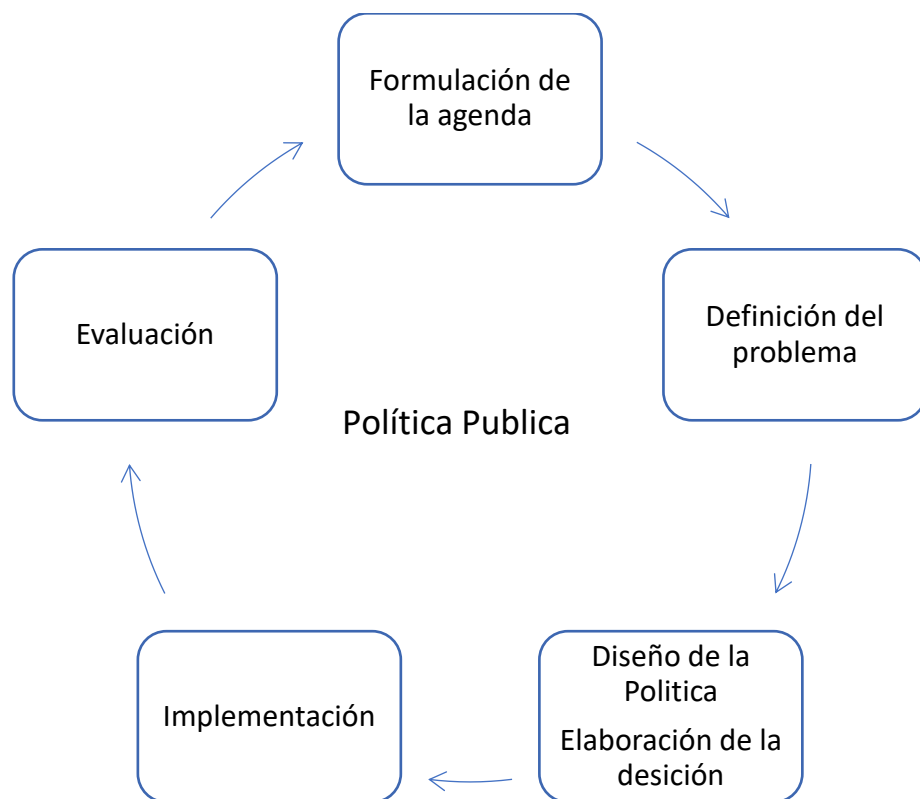 Formulación de
la agenda
Definición del
problema
Diseño de la
Politica
Elaboración de la
desición
Implementación
Evaluación
Política Publica